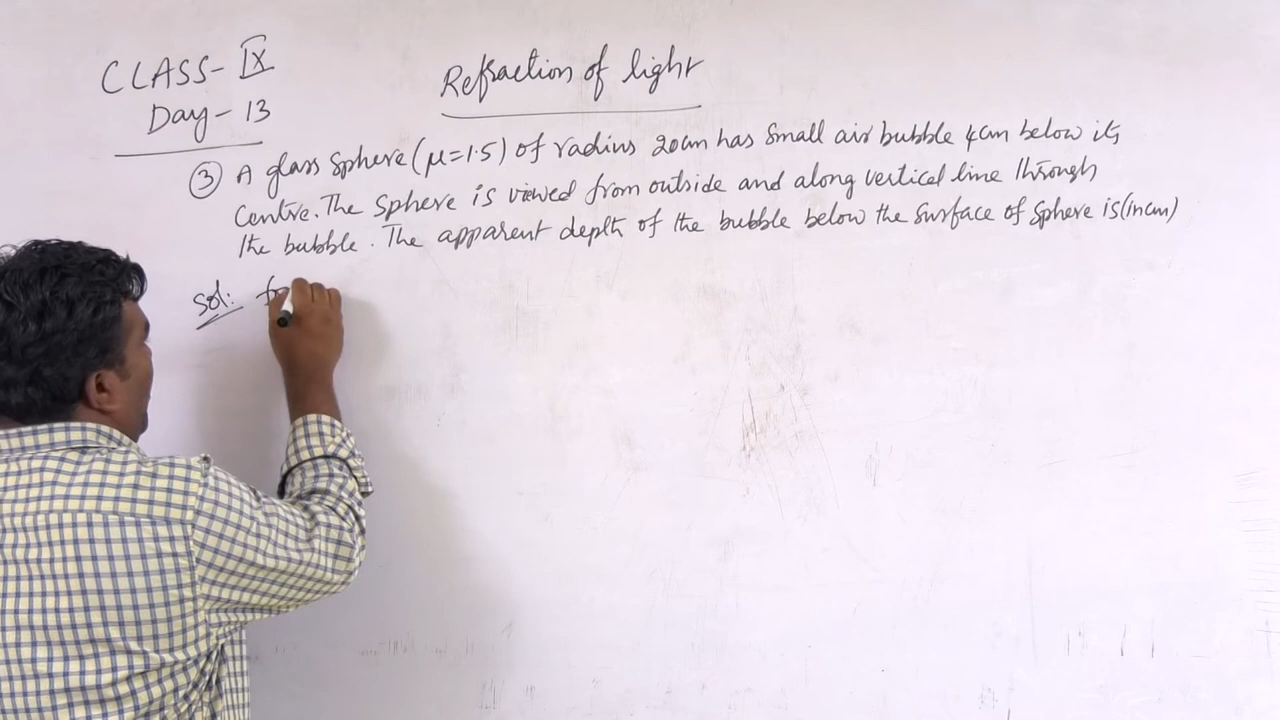 CLASS-IX
Day-13
Refraction of light
③ A glass sphere (μ=1.5) of radius 20cm has small air bubble 4cm below its
centre. The sphere is viewed from outside and along vertical line through
the bubble. The apparent depth of the bubble below the surface of sphere is (in cm)
Sol: